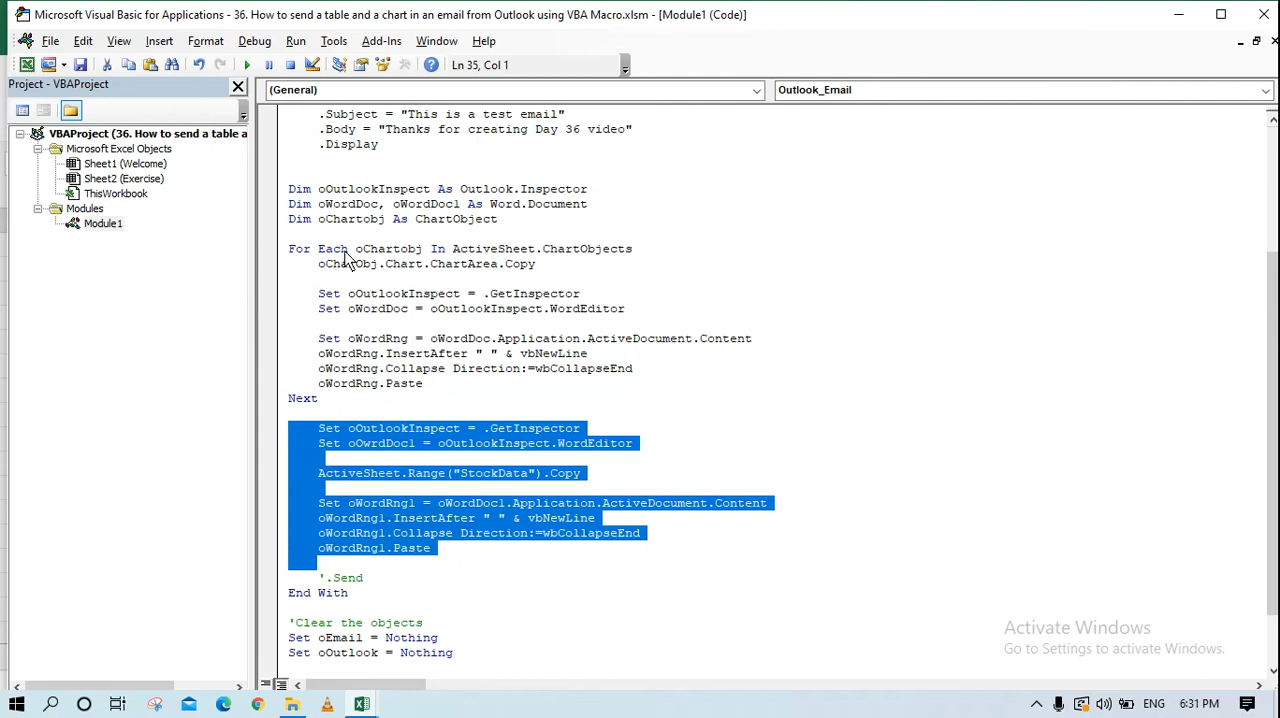 Microsoft Visual Basic for Applications - 36. How to send a table and a chart in an email from Outlook using VBA Macro.xlsm - [Module1 (Code)]
File Edit View Insert Format Debug Run Tools Add-Ins Window Help
Ln 35, Col 1
Project - VBAProject
(General) Outlook_Email
VBAProject (36. How to send a table a
Microsoft Excel Objects
Sheet1 (Welcome)
Sheet2 (Exercise)
ThisWorkbook
Modules
Module1
.Subject = "This is a test email"
.Body = "Thanks for creating Day 36 video"
.Display
Dim oOutlookInspect As Outlook.Inspector
Dim oWordDoc, oWordDoc1 As Word.Document
Dim oChartobj As ChartObject
For Each oChartobj In ActiveSheet.ChartObjects
oChartObj.Chart.ChartArea.Copy
Set oOutlookInspect = .GetInspector
Set oWordDoc = oOutlookInspect.WordEditor
Set oWordRng = oWordDoc.Application.ActiveDocument.Content
oWordRng.InsertAfter " " & vbNewLine
oWordRng.Collapse Direction:=wbCollapseEnd
oWordRng.Paste
Next
Set oOutlookInspect = .GetInspector
Set oOwrdDoc1 = oOutlookInspect.WordEditor
ActiveSheet.Range("StockData").Copy
Set oWordRng1 = oWordDoc1.Application.ActiveDocument.Content
oWordRng1.InsertAfter " " & vbNewLine
oWordRng1.Collapse Direction:=wbCollapseEnd
oWordRng1.Paste
'.Send
End With
'Clear the objects
Set oEmail = Nothing
Set oOutlook = Nothing
Activate Windows
Go to Settings to activate Windows.
ENG 6:31 PM